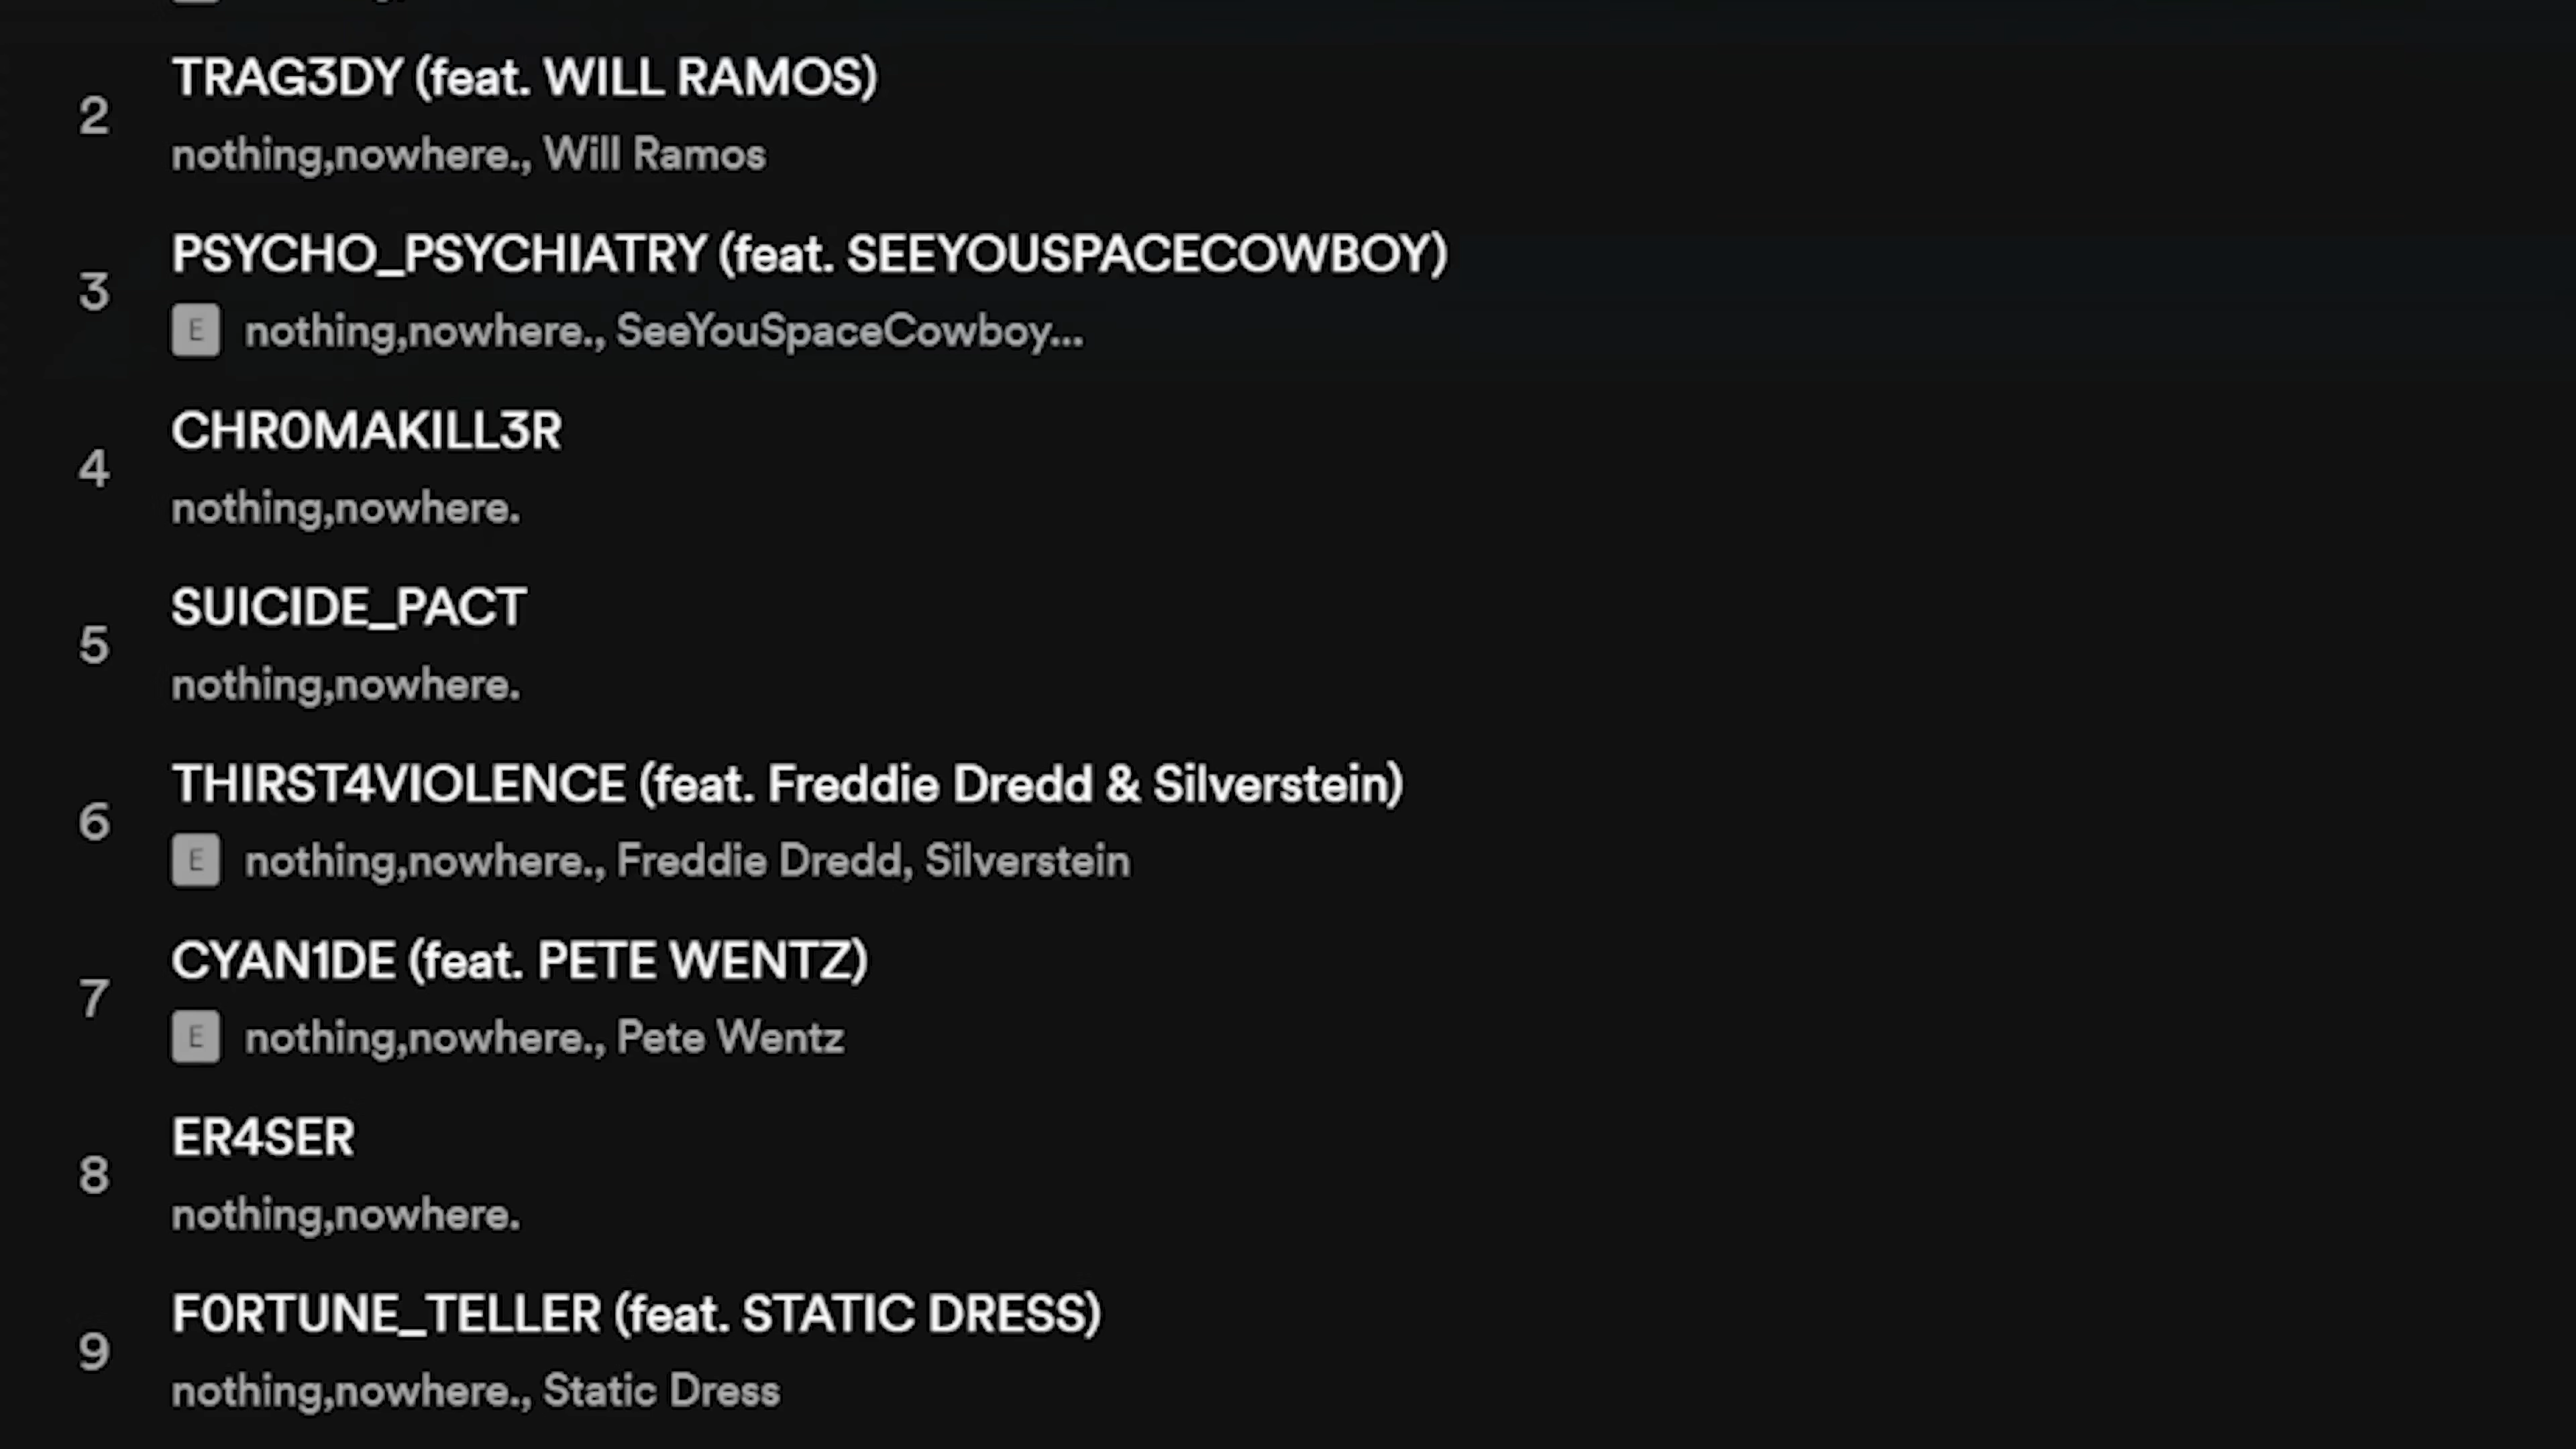 2
TRAG3DY (feat. WILL RAMOS)
nothing,nowhere., Will Ramos
3
PSYCHO_PSYCHIATRY (feat. SEEYOUSPACECOWBOY)
E nothing,nowhere., SeeYouSpaceCowboy...
4
CHR0MAKILL3R
nothing,nowhere.
5
SUICIDE_PACT
nothing,nowhere.
6
THIRST4VIOLENCE (feat. Freddie Dredd & Silverstein)
E nothing,nowhere., Freddie Dredd, Silverstein
7
CYAN1DE (feat. PETE WENTZ)
E nothing,nowhere., Pete Wentz
8
ER4SER
nothing,nowhere.
9
F0RTUNE_TELLER (feat. STATIC DRESS)
nothing,nowhere., Static Dress